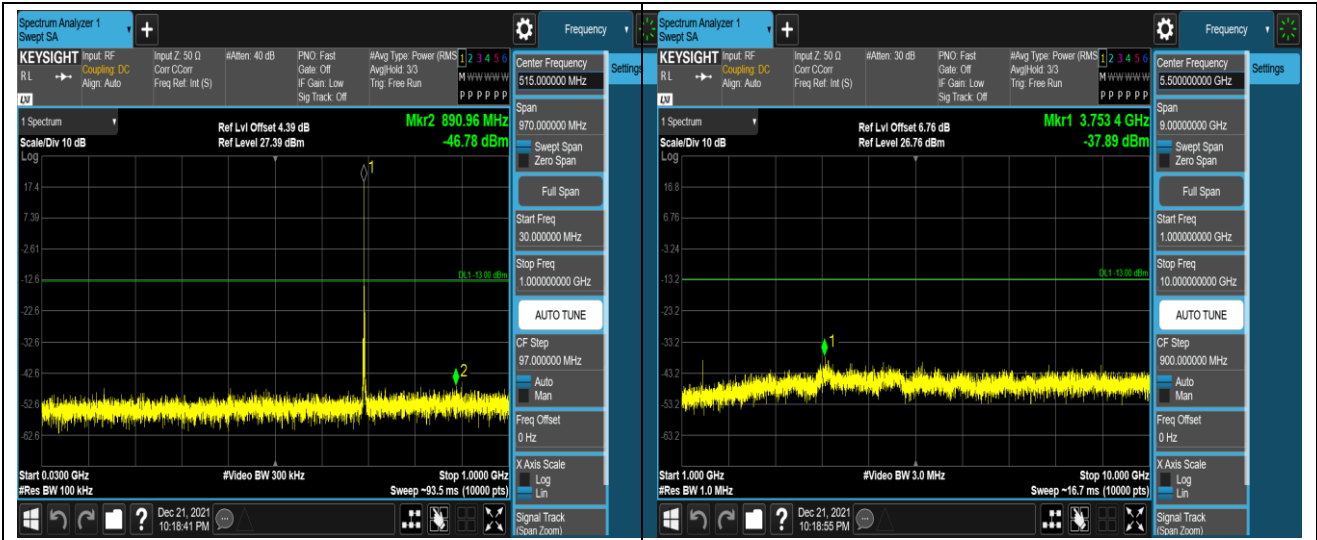 Spectrum Analyzer 1
Swept SA
+
Frequency
KEYSIGHT
RL
LXI
Input: RF
Coupling: DC
Align: Auto
Input Z: 50 Ω
Corr CCorr
Freq Ref: Int (S)
#Atten: 40 dB
PNO: Fast
Gate: Off
IF Gain: Low
Sig Track: Off
#Avg Type: Power (RMS
Avg|Hold: 3/3
Trig: Free Run
1 2 3 4 5 6
M W W W W W
P P P P P P
Center Frequency
515.000000 MHz
Settings
Span
970.000000 MHz
Swept Span
Zero Span
Full Span
Start Freq
30.000000 MHz
Stop Freq
1.000000000 GHz
AUTO TUNE
CF Step
97.000000 MHz
Auto
Man
Freq Offset
0 Hz
X Axis Scale
Log
Lin
Signal Track
(Span Zoom)
1 Spectrum
Scale/Div 10 dB
Log
Ref Lvl Offset 4.39 dB
Ref Level 27.39 dBm
Mkr2 890.96 MHz
-46.78 dBm
1
17.4
7.39
-2.61
-12.6
DL1 -13.00 dBm
-22.6
-32.6
-42.6
2
-52.6
-62.6
Start 0.0300 GHz
#Video BW 300 kHz
Stop 1.0000 GHz
#Res BW 100 kHz
Sweep ~93.5 ms (10000 pts)
?
Dec 21, 2021
10:18:41 PM
Spectrum Analyzer 1
Swept SA
+
Frequency
KEYSIGHT
RL
LXI
Input: RF
Coupling: DC
Align: Auto
Input Z: 50 Ω
Corr CCorr
Freq Ref: Int (S)
#Atten: 30 dB
PNO: Fast
Gate: Off
IF Gain: Low
Sig Track: Off
#Avg Type: Power (RMS
Avg|Hold: 3/3
Trig: Free Run
1 2 3 4 5 6
M W W W W W
P P P P P P
Center Frequency
5.500000000 GHz
Settings
Span
9.00000000 GHz
Swept Span
Zero Span
Full Span
Start Freq
1.000000000 GHz
Stop Freq
10.000000000 GHz
AUTO TUNE
CF Step
900.000000 MHz
Auto
Man
Freq Offset
0 Hz
X Axis Scale
Log
Lin
Signal Track
(Span Zoom)
1 Spectrum
Scale/Div 10 dB
Log
Ref Lvl Offset 6.76 dB
Ref Level 26.76 dBm
Mkr1 3.753 4 GHz
-37.89 dBm
16.8
6.76
-3.24
-13.2
DL1 -13.00 dBm
-23.2
-33.2
1
-43.2
-53.2
-63.2
Start 1.000 GHz
#Video BW 3.0 MHz
Stop 10.000 GHz
#Res BW 1.0 MHz
Sweep ~16.7 ms (10000 pts)
?
Dec 21, 2021
10:18:55 PM